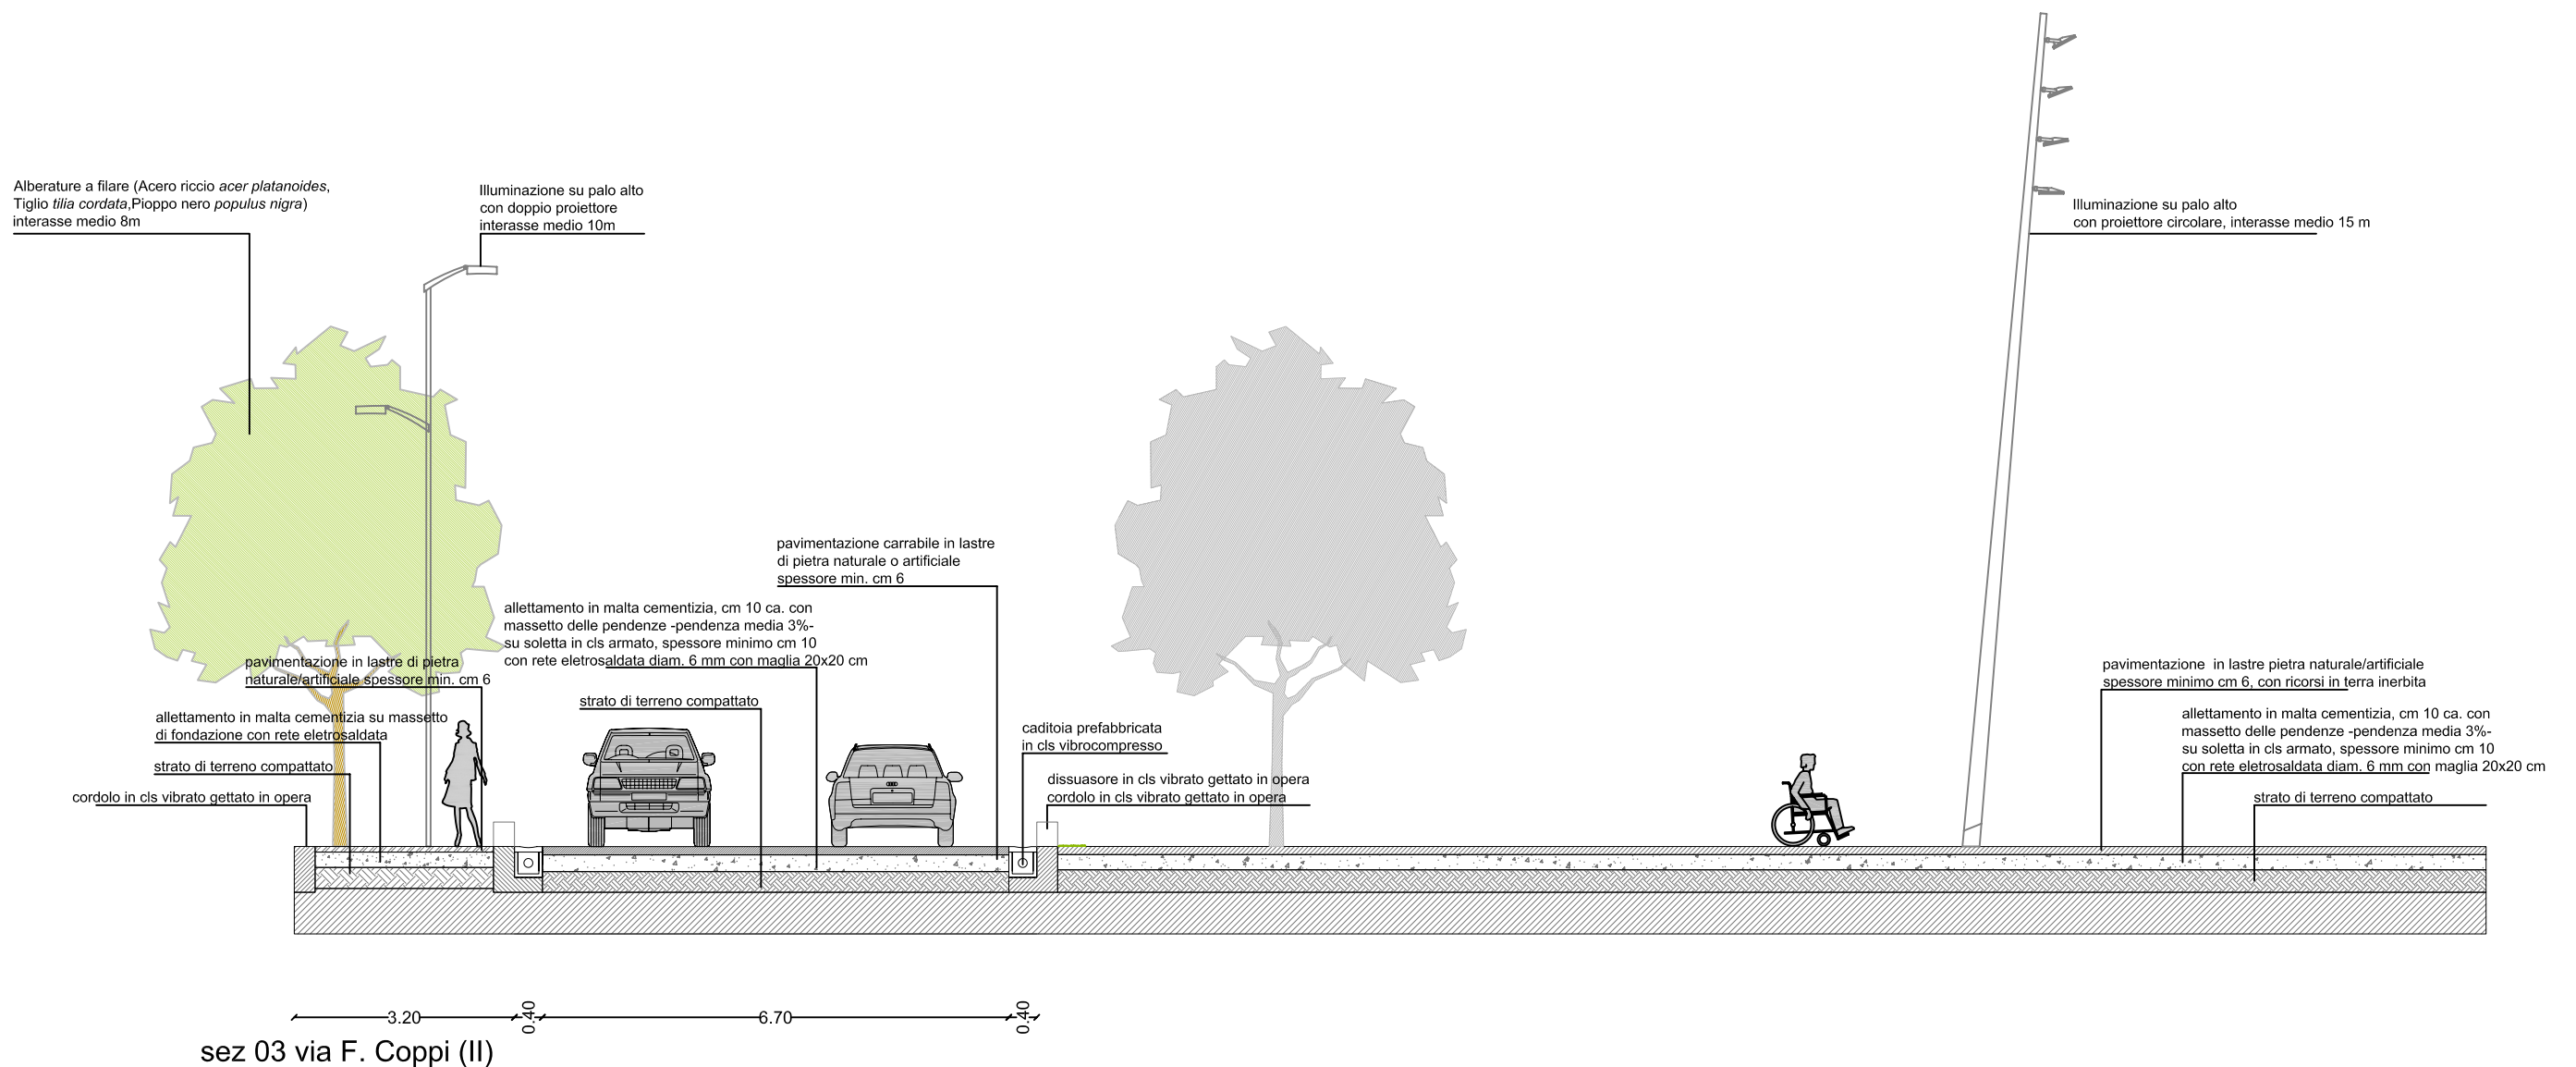 Alberature a filare (Acero riccio acer platanoides,
Tiglio tilia cordata,Pioppo nero populus nigra)
interasse medio 8m
Illuminazione su palo alto
con doppio proiettore
interasse medio 10m
Illuminazione su palo alto
con proiettore circolare, interasse medio 15 m
pavimentazione carrabile in lastre
di pietra naturale o artificiale
spessore min. cm 6
allettamento in malta cementizia, cm 10 ca. con
massetto delle pendenze -pendenza media 3%-
su soletta in cls armato, spessore minimo cm 10
con rete eletrosaldata diam. 6 mm con maglia 20x20 cm
strato di terreno compattato
pavimentazione in lastre di pietra
naturale/artificiale spessore min. cm 6
allettamento in malta cementizia su massetto
di fondazione con rete eletrosaldata
strato di terreno compattato
cordolo in cls vibrato gettato in opera
caditoia prefabbricata
in cls vibrocompresso
dissuasore in cls vibrato gettato in opera
cordolo in cls vibrato gettato in opera
pavimentazione  in lastre pietra naturale/artificiale
spessore minimo cm 6, con ricorsi in terra inerbita
allettamento in malta cementizia, cm 10 ca. con
massetto delle pendenze -pendenza media 3%-
su soletta in cls armato, spessore minimo cm 10
con rete eletrosaldata diam. 6 mm con maglia 20x20 cm
strato di terreno compattato
3.20
0.40
6.70
0.40
sez 03 via F. Coppi (II)